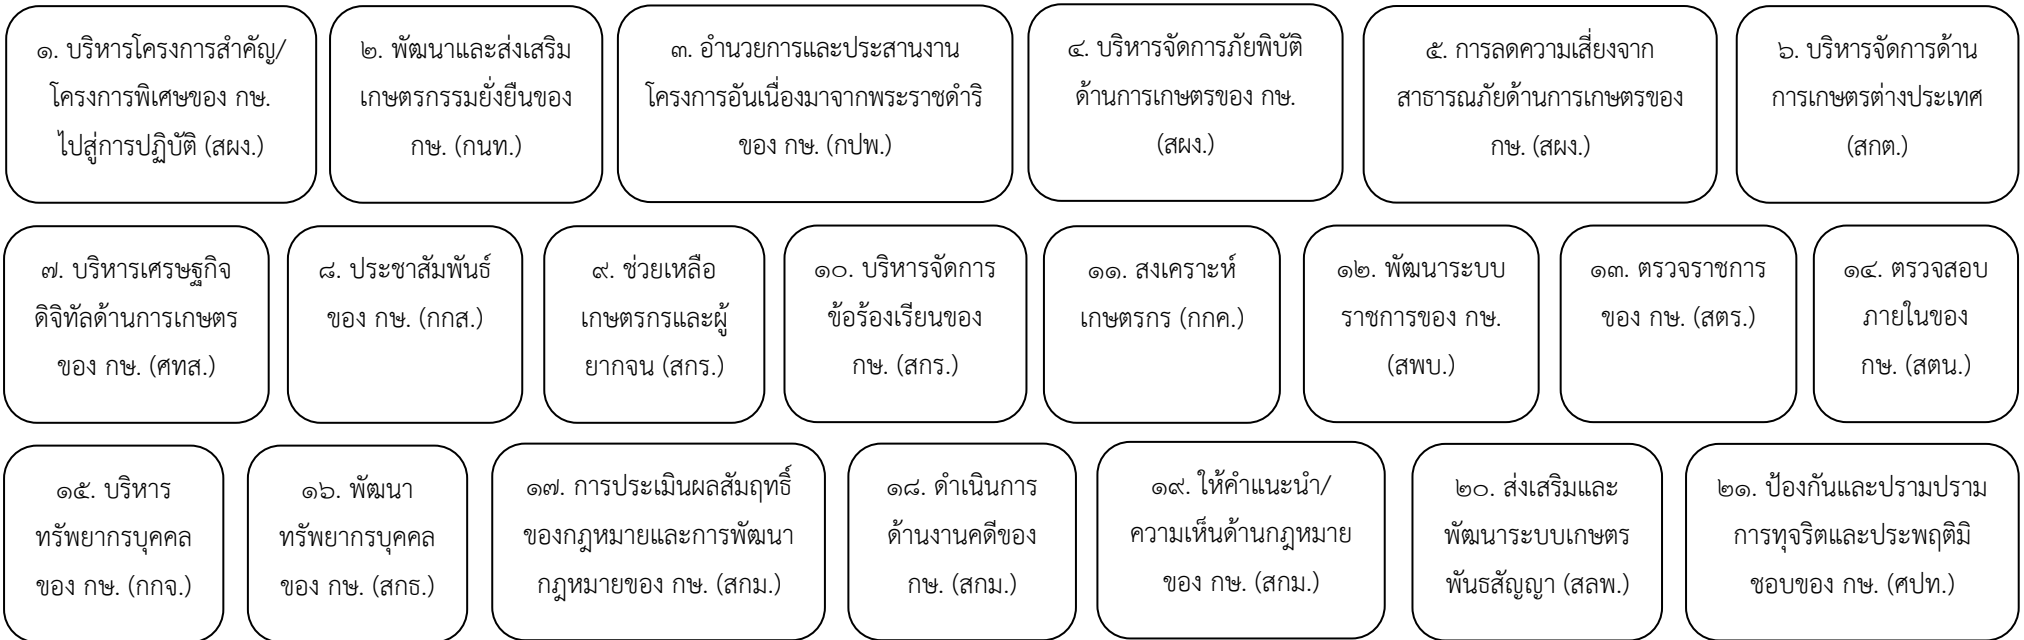 ๑. บริหารโครงการสำคัญ/
โครงการพิเศษของ กษ.
ไปสู่การปฏิบัติ (สผง.)
๒. พัฒนาและส่งเสริม
เกษตรกรรมยั่งยืนของ
กษ. (กนท.)
๓. อำนวยการและประสานงาน
โครงการอันเนื่องมาจากพระราชดำริ
ของ กษ. (กปพ.)
๔. บริหารจัดการภัยพิบัติ
ด้านการเกษตรของ กษ.
(สผง.)
๕. การลดความเสี่ยงจาก
สาธารณภัยด้านการเกษตรของ
กษ. (สผง.)
๖. บริหารจัดการด้าน
การเกษตรต่างประเทศ
(สกต.)
๗. บริหารเศรษฐกิจ
ดิจิทัลด้านการเกษตร
ของ กษ. (ศทส.)
๘. ประชาสัมพันธ์
ของ กษ. (กกส.)
๙. ช่วยเหลือ
เกษตรกรและผู้
ยากจน (สกร.)
๑๐. บริหารจัดการ
ข้อร้องเรียนของ
กษ. (สกร.)
๑๑. สงเคราะห์
เกษตรกร (กกค.)
๑๒. พัฒนาระบบ
ราชการของ กษ.
(สพบ.)
๑๓. ตรวจราชการ
ของ กษ. (สตร.)
๑๔. ตรวจสอบ
ภายในของ
กษ. (สตน.)
๑๕. บริหาร
ทรัพยากรบุคคล
ของ กษ. (กกจ.)
๑๖. พัฒนา
ทรัพยากรบุคคล
ของ กษ. (สกธ.)
๑๗. การประเมินผลสัมฤทธิ์
ของกฎหมายและการพัฒนา
กฎหมายของ กษ. (สกม.)
๑๘. ดำเนินการ
ด้านงานคดีของ
กษ. (สกม.)
๑๙. ให้คำแนะนำ/
ความเห็นด้านกฎหมาย
ของ กษ. (สกม.)
๒๐. ส่งเสริมและ
พัฒนาระบบเกษตร
พันธสัญญา (สลพ.)
๒๑. ป้องกันและปรามปราม
การทุจริตและประพฤติมิ
ชอบของ กษ. (ศปท.)